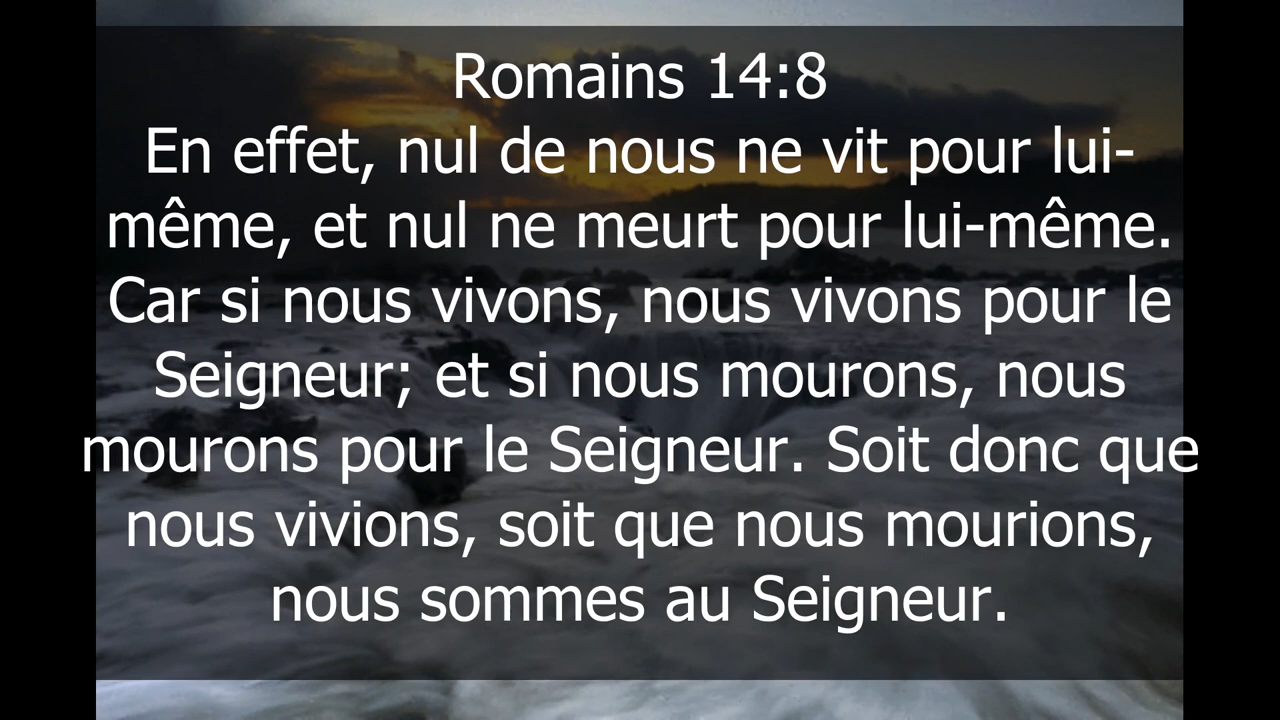 Romains 14:8
En effet, nul de nous ne vit pour lui-
même, et nul ne meurt pour lui-même.
Car si nous vivons, nous vivons pour le
Seigneur; et si nous mourons, nous
mourons pour le Seigneur. Soit donc que
nous vivions, soit que nous mourions,
nous sommes au Seigneur.